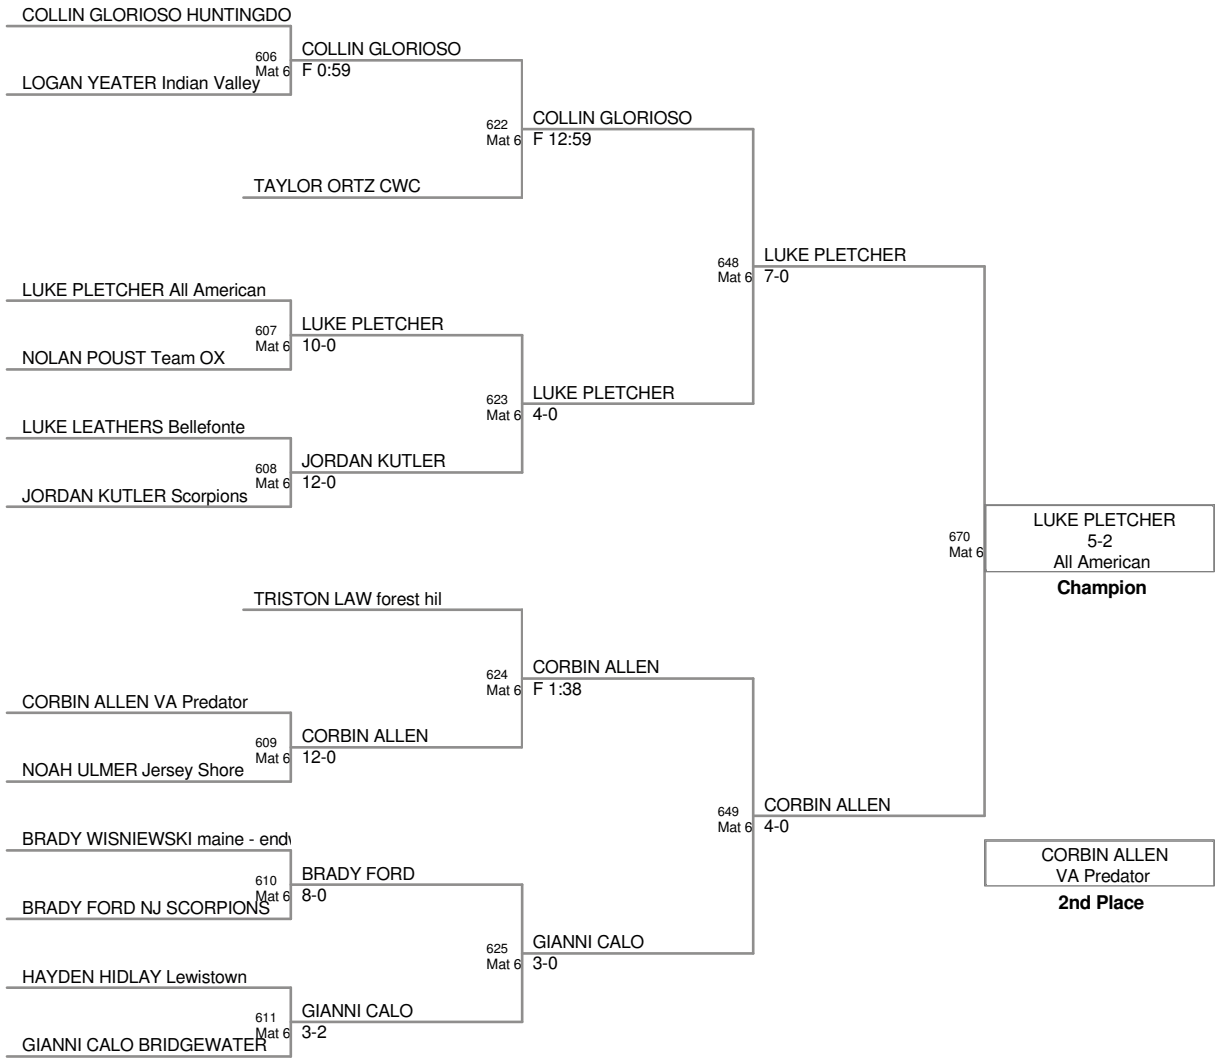 COLLIN GLORIOSO HUNTINGDO
606
COLLIN GLORIOSO
Mat 6
F 0:59
LOGAN YEATER Indian Valley
622
COLLIN GLORIOSO
Mat 6
F 12:59
TAYLOR ORTZ CWC
648
LUKE PLETCHER
Mat 6
7-0
LUKE PLETCHER All American
607
LUKE PLETCHER
Mat 6
10-0
NOLAN POUST Team OX
623
LUKE PLETCHER
Mat 6
4-0
LUKE LEATHERS Bellefonte
608
JORDAN KUTLER
Mat 6
12-0
JORDAN KUTLER Scorpions
670
Mat 6
LUKE PLETCHER
5-2
All American
Champion
TRISTON LAW forest hil
624
CORBIN ALLEN
Mat 6
F 1:38
CORBIN ALLEN VA Predator
609
CORBIN ALLEN
Mat 6
12-0
NOAH ULMER Jersey Shore
649
CORBIN ALLEN
Mat 6
4-0
BRADY WISNIEWSKI maine - endw
610
BRADY FORD
Mat 6
8-0
BRADY FORD NJ SCORPIONS
CORBIN ALLEN
VA Predator
2nd Place
625
GIANNI CALO
Mat 6
3-0
HAYDEN HIDLAY Lewistown
611
GIANNI CALO
Mat 6
3-2
GIANNI CALO BRIDGEWATER